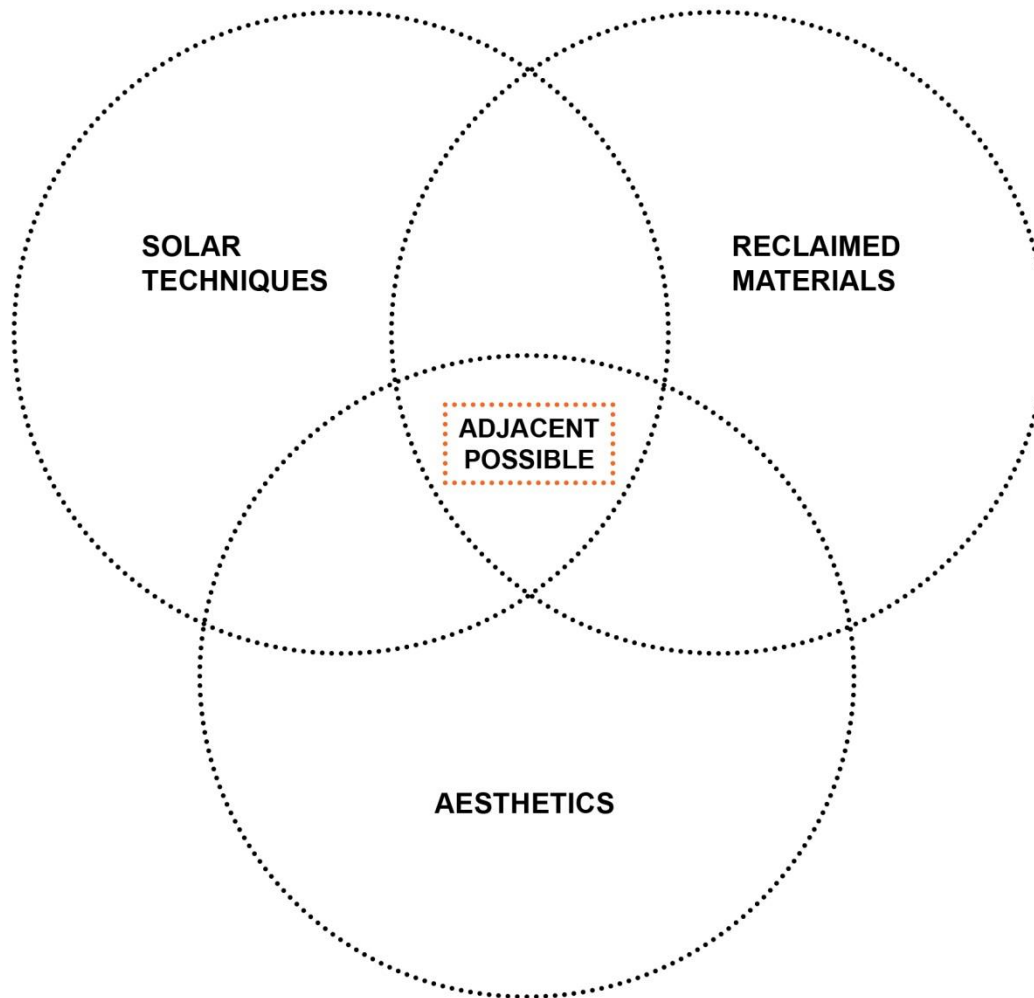 SOLAR
TECHNIQUES
RECLAIMED
MATERIALS
ADJACENT
POSSIBLE
AESTHETICS